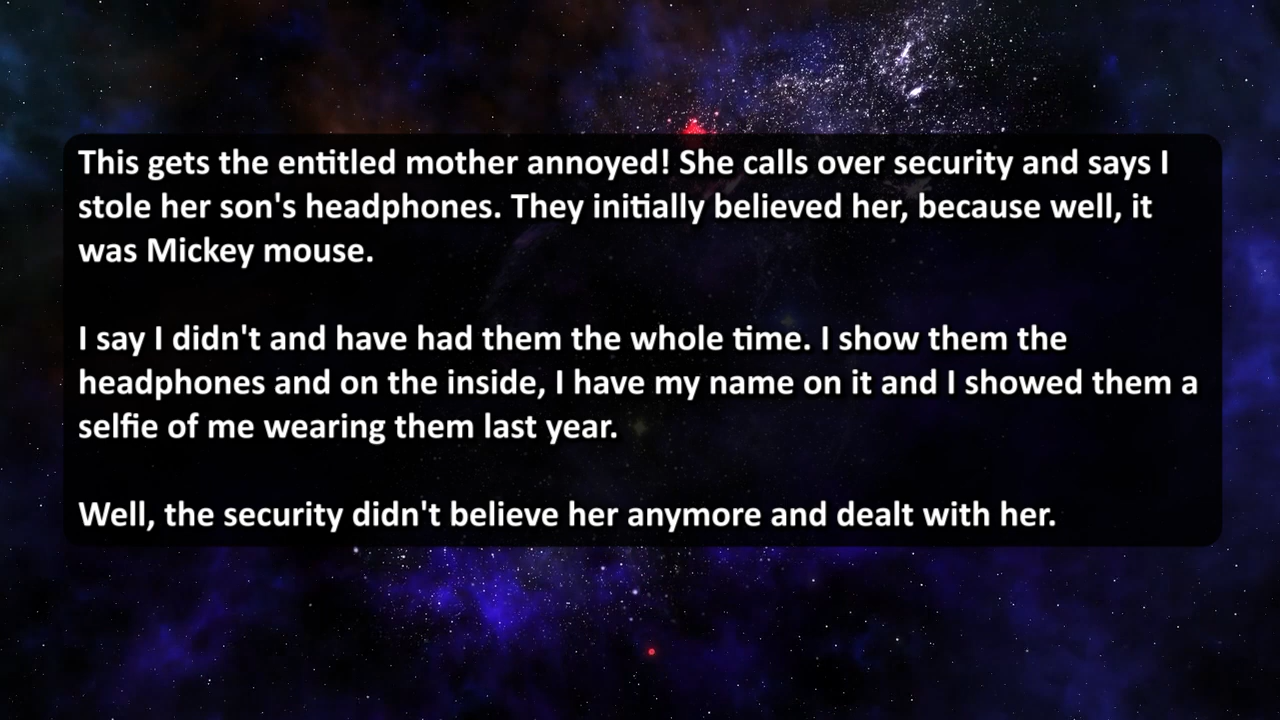 This gets the entitled mother annoyed! She calls over security and says I
stole her son's headphones. They initially believed her, because well, it
was Mickey mouse.
I say I didn't and have had them the whole time. I show them the
headphones and on the inside, I have my name on it and I showed them a
selfie of me wearing them last year.
Well, the security didn't believe her anymore and dealt with her.